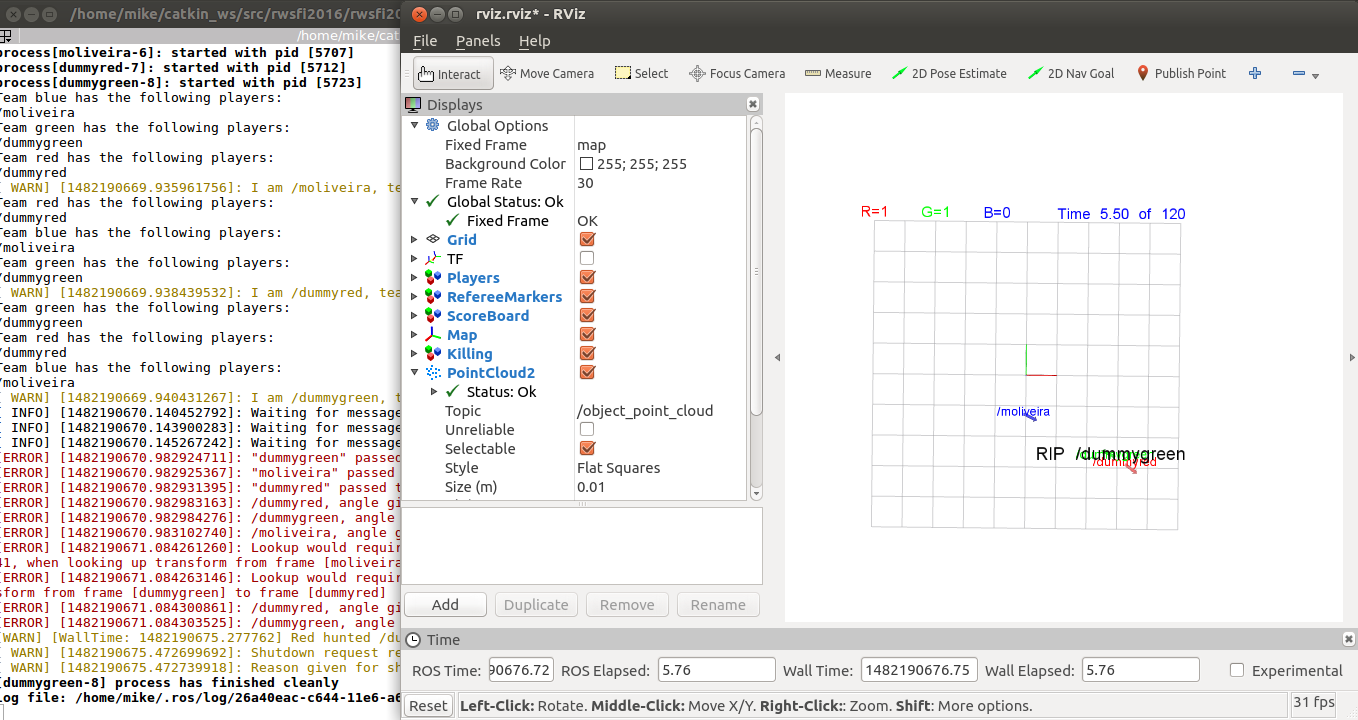 /home/mike/catkin_ws/src/rwsfi2016/rwsfi20
/home/mike/cat
process[moliveira-6]: started with pid [5707]
process[dummyred-7]: started with pid [5712]
process[dummygreen-8]: started with pid [5723]
Team blue has the following players:
/moliveira
Team green has the following players:
/dummygreen
Team red has the following players:
/dummyred
[ WARN] [1482190669.935961756]: I am /moliveira, te
Team red has the following players:
/dummyred
Team blue has the following players:
/moliveira
Team green has the following players:
/dummygreen
[ WARN] [1482190669.938439532]: I am /dummyred, tea
Team green has the following players:
/dummygreen
Team red has the following players:
/dummyred
Team blue has the following players:
/moliveira
[ WARN] [1482190669.940431267]: I am /dummygreen, t
[ INFO] [1482190670.140452792]: Waiting for message
[ INFO] [1482190670.143900283]: Waiting for message
[ INFO] [1482190670.145267242]: Waiting for message
[ERROR] [1482190670.982924711]: "dummygreen" passed
[ERROR] [1482190670.982925367]: "moliveira" passed
[ERROR] [1482190670.982931395]: "dummyred" passed t
[ERROR] [1482190670.982983163]: /dummyred, angle gi
[ERROR] [1482190670.982984276]: /dummygreen, angle
[ERROR] [1482190670.983102740]: /moliveira, angle g
[ERROR] [1482190671.084261260]: Lookup would requir
41, when looking up transform from frame [moliveira
[ERROR] [1482190671.084263146]: Lookup would requir
sform from frame [dummygreen] to frame [dummyred]
[ERROR] [1482190671.084300861]: /dummyred, angle gi
[ERROR] [1482190671.084303525]: /dummygreen, angle
[WARN] [WallTime: 1482190675.277762] Red hunted /du
[ WARN] [1482190675.472699692]: Shutdown request re
[ WARN] [1482190675.472739918]: Reason given for sh
[dummygreen-8] process has finished cleanly
log file: /home/mike/.ros/log/26a40eac-c644-11e6-a6
rviz.rviz* - RViz
File Panels Help
Interact Move Camera Select Focus Camera Measure 2D Pose Estimate 2D Nav Goal Publish Point
Displays
Global Options
Fixed Frame map
Background Color 255; 255; 255
Frame Rate 30
Global Status: Ok
Fixed Frame OK
Grid
TF
Players
RefereeMarkers
ScoreBoard
Map
Killing
PointCloud2
Status: Ok
Topic /object_point_cloud
Unreliable
Selectable
Style Flat Squares
Size (m) 0.01
Add Duplicate Remove Rename
R=1 G=1 B=0 Time 5.50 of 120
/moliveira
RIP /dummygreen
/dummyred
Time
ROS Time: 90676.72 ROS Elapsed: 5.76 Wall Time: 1482190676.75 Wall Elapsed: 5.76 Experimental
Reset Left-Click: Rotate. Middle-Click: Move X/Y. Right-Click:: Zoom. Shift: More options. 31 fps